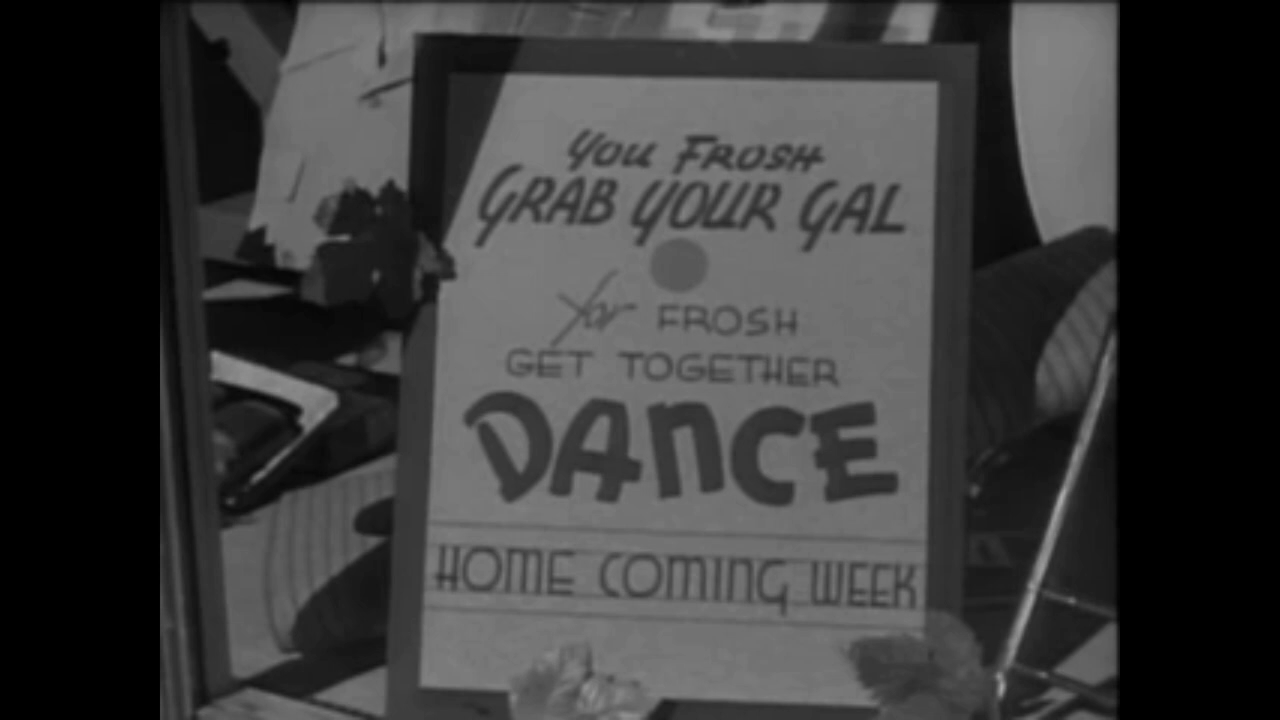 You FROSH
GRAB YOUR GAL
for FROSH
GET TOGETHER
DANCE
HOME COMING WEEK